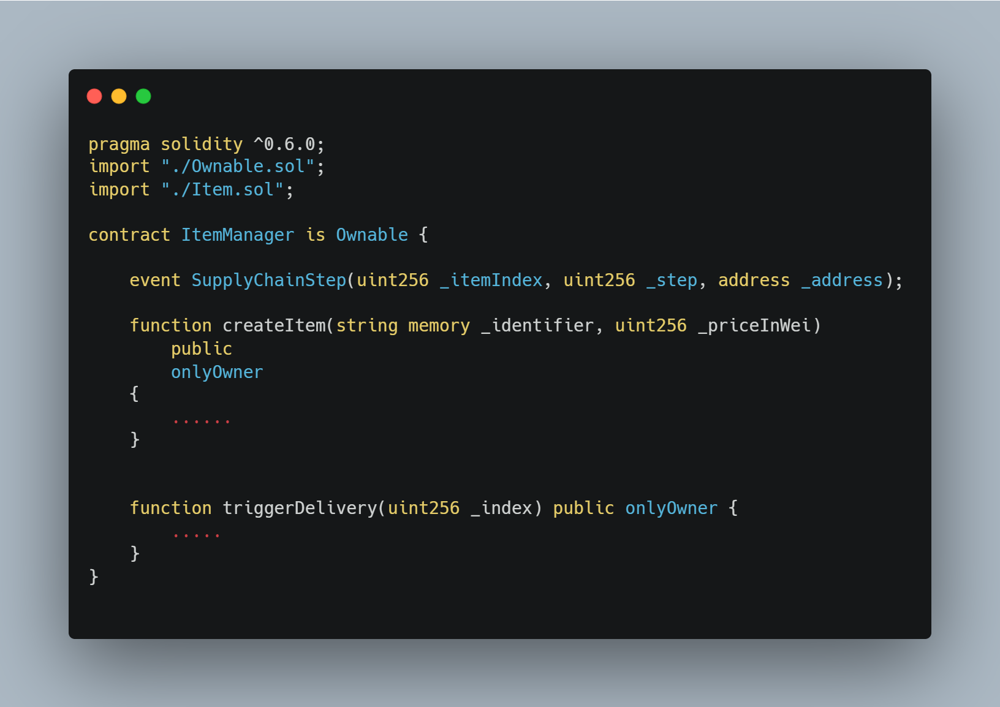 pragma solidity ^0.6.0;
import "./Ownable.sol";
import "./Item.sol";
contract ItemManager is Ownable {
event SupplyChainStep(uint256 _itemIndex, uint256 _step, address _address);
function createItem(string memory _identifier, uint256 _priceInWei)
public
onlyOwner
{
......
}
function triggerDelivery(uint256 _index) public onlyOwner {
.....
}
}